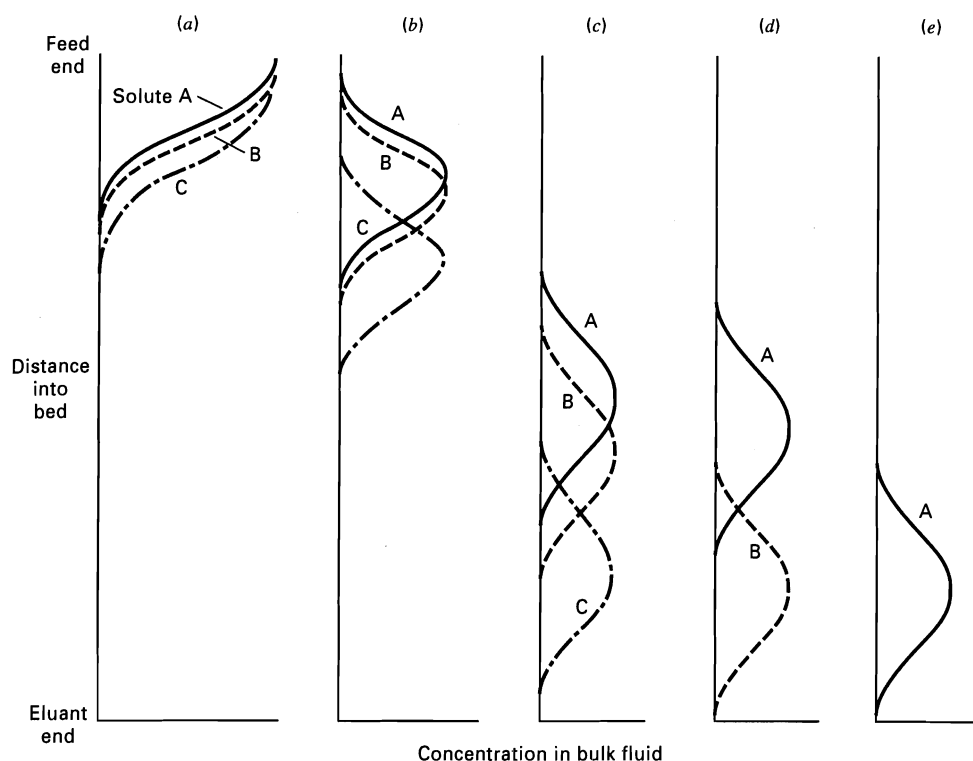 (a)
(b)
(c)
(d)
(e)
Feed
end
Solute A
B
C
A
B
C
A
B
C
A
B
A
Distance
into
bed
Eluant
end
Concentration in bulk fluid